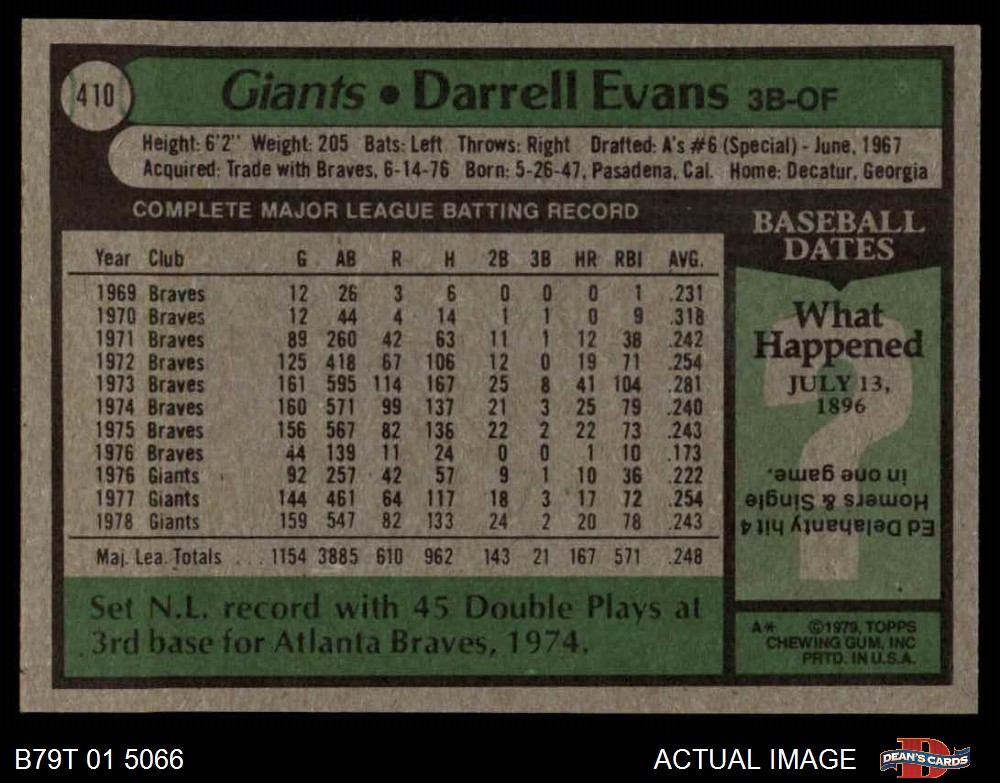 410
Giants • Darrell Evans 3B-OF
Height: 6'2" Weight: 205 Bats: Left Throws: Right Drafted: A's #6 (Special) - June, 1967
Acquired: Trade with Braves, 6-14-76 Born: 5-26-47, Pasadena, Cal. Home: Decatur, Georgia
COMPLETE MAJOR LEAGUE BATTING RECORD
Year Club G AB R H 2B 3B HR RBI AVG.
1969 Braves 12 26 3 6 0 0 0 1 .231
1970 Braves 12 44 4 14 1 1 0 9 .318
1971 Braves 89 260 42 63 11 1 12 38 .242
1972 Braves 125 418 67 106 12 0 19 71 .254
1973 Braves 161 595 114 167 25 8 41 104 .281
1974 Braves 160 571 99 137 21 3 25 79 .240
1975 Braves 156 567 82 138 22 2 22 73 .243
1976 Braves 44 139 11 24 0 0 1 10 .173
1976 Giants 92 257 42 57 9 1 10 36 .222
1977 Giants 144 461 64 117 18 3 17 72 .254
1978 Giants 159 547 82 133 24 2 20 78 .243
Maj. Lea. Totals ... 1154 3885 610 962 143 21 167 571 .248
Set N.L. record with 45 Double Plays at
3rd base for Atlanta Braves, 1974.
BASEBALL
DATES
What
Happened
JULY 13,
1896
?
Ed Delahanty hit 4
Homers & Single
in one game.
A* ©1979, TOPPS
CHEWING GUM, INC
PRTD. IN U.S.A.
B79T 01 5066
ACTUAL IMAGE
D
DEAN'S CARDS